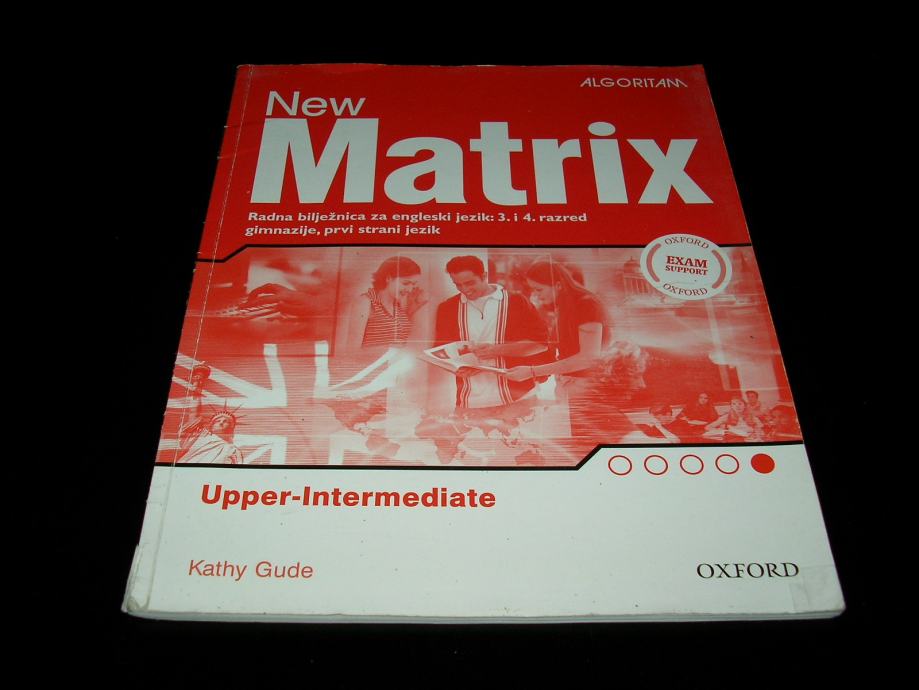 ALGORITAM
New
Matrix
Radna bilježnica za engleski jezik: 3. i 4. razred
gimnazije, prvi strani jezik
OXFORD
EXAM
SUPPORT
OXFORD
Upper-Intermediate
Kathy Gude
OXFORD